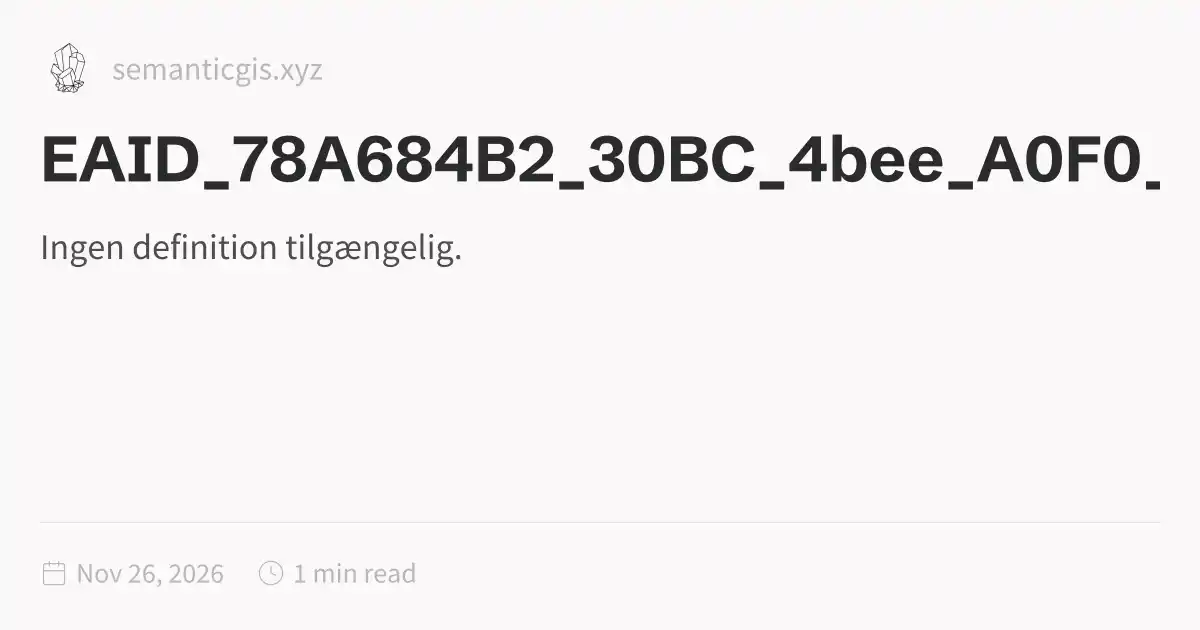 semanticgis.xyz
EAID_78A684B2_30BC_4bee_A0F0_
Ingen definition tilgængelig.
Nov 26, 2026 1 min read